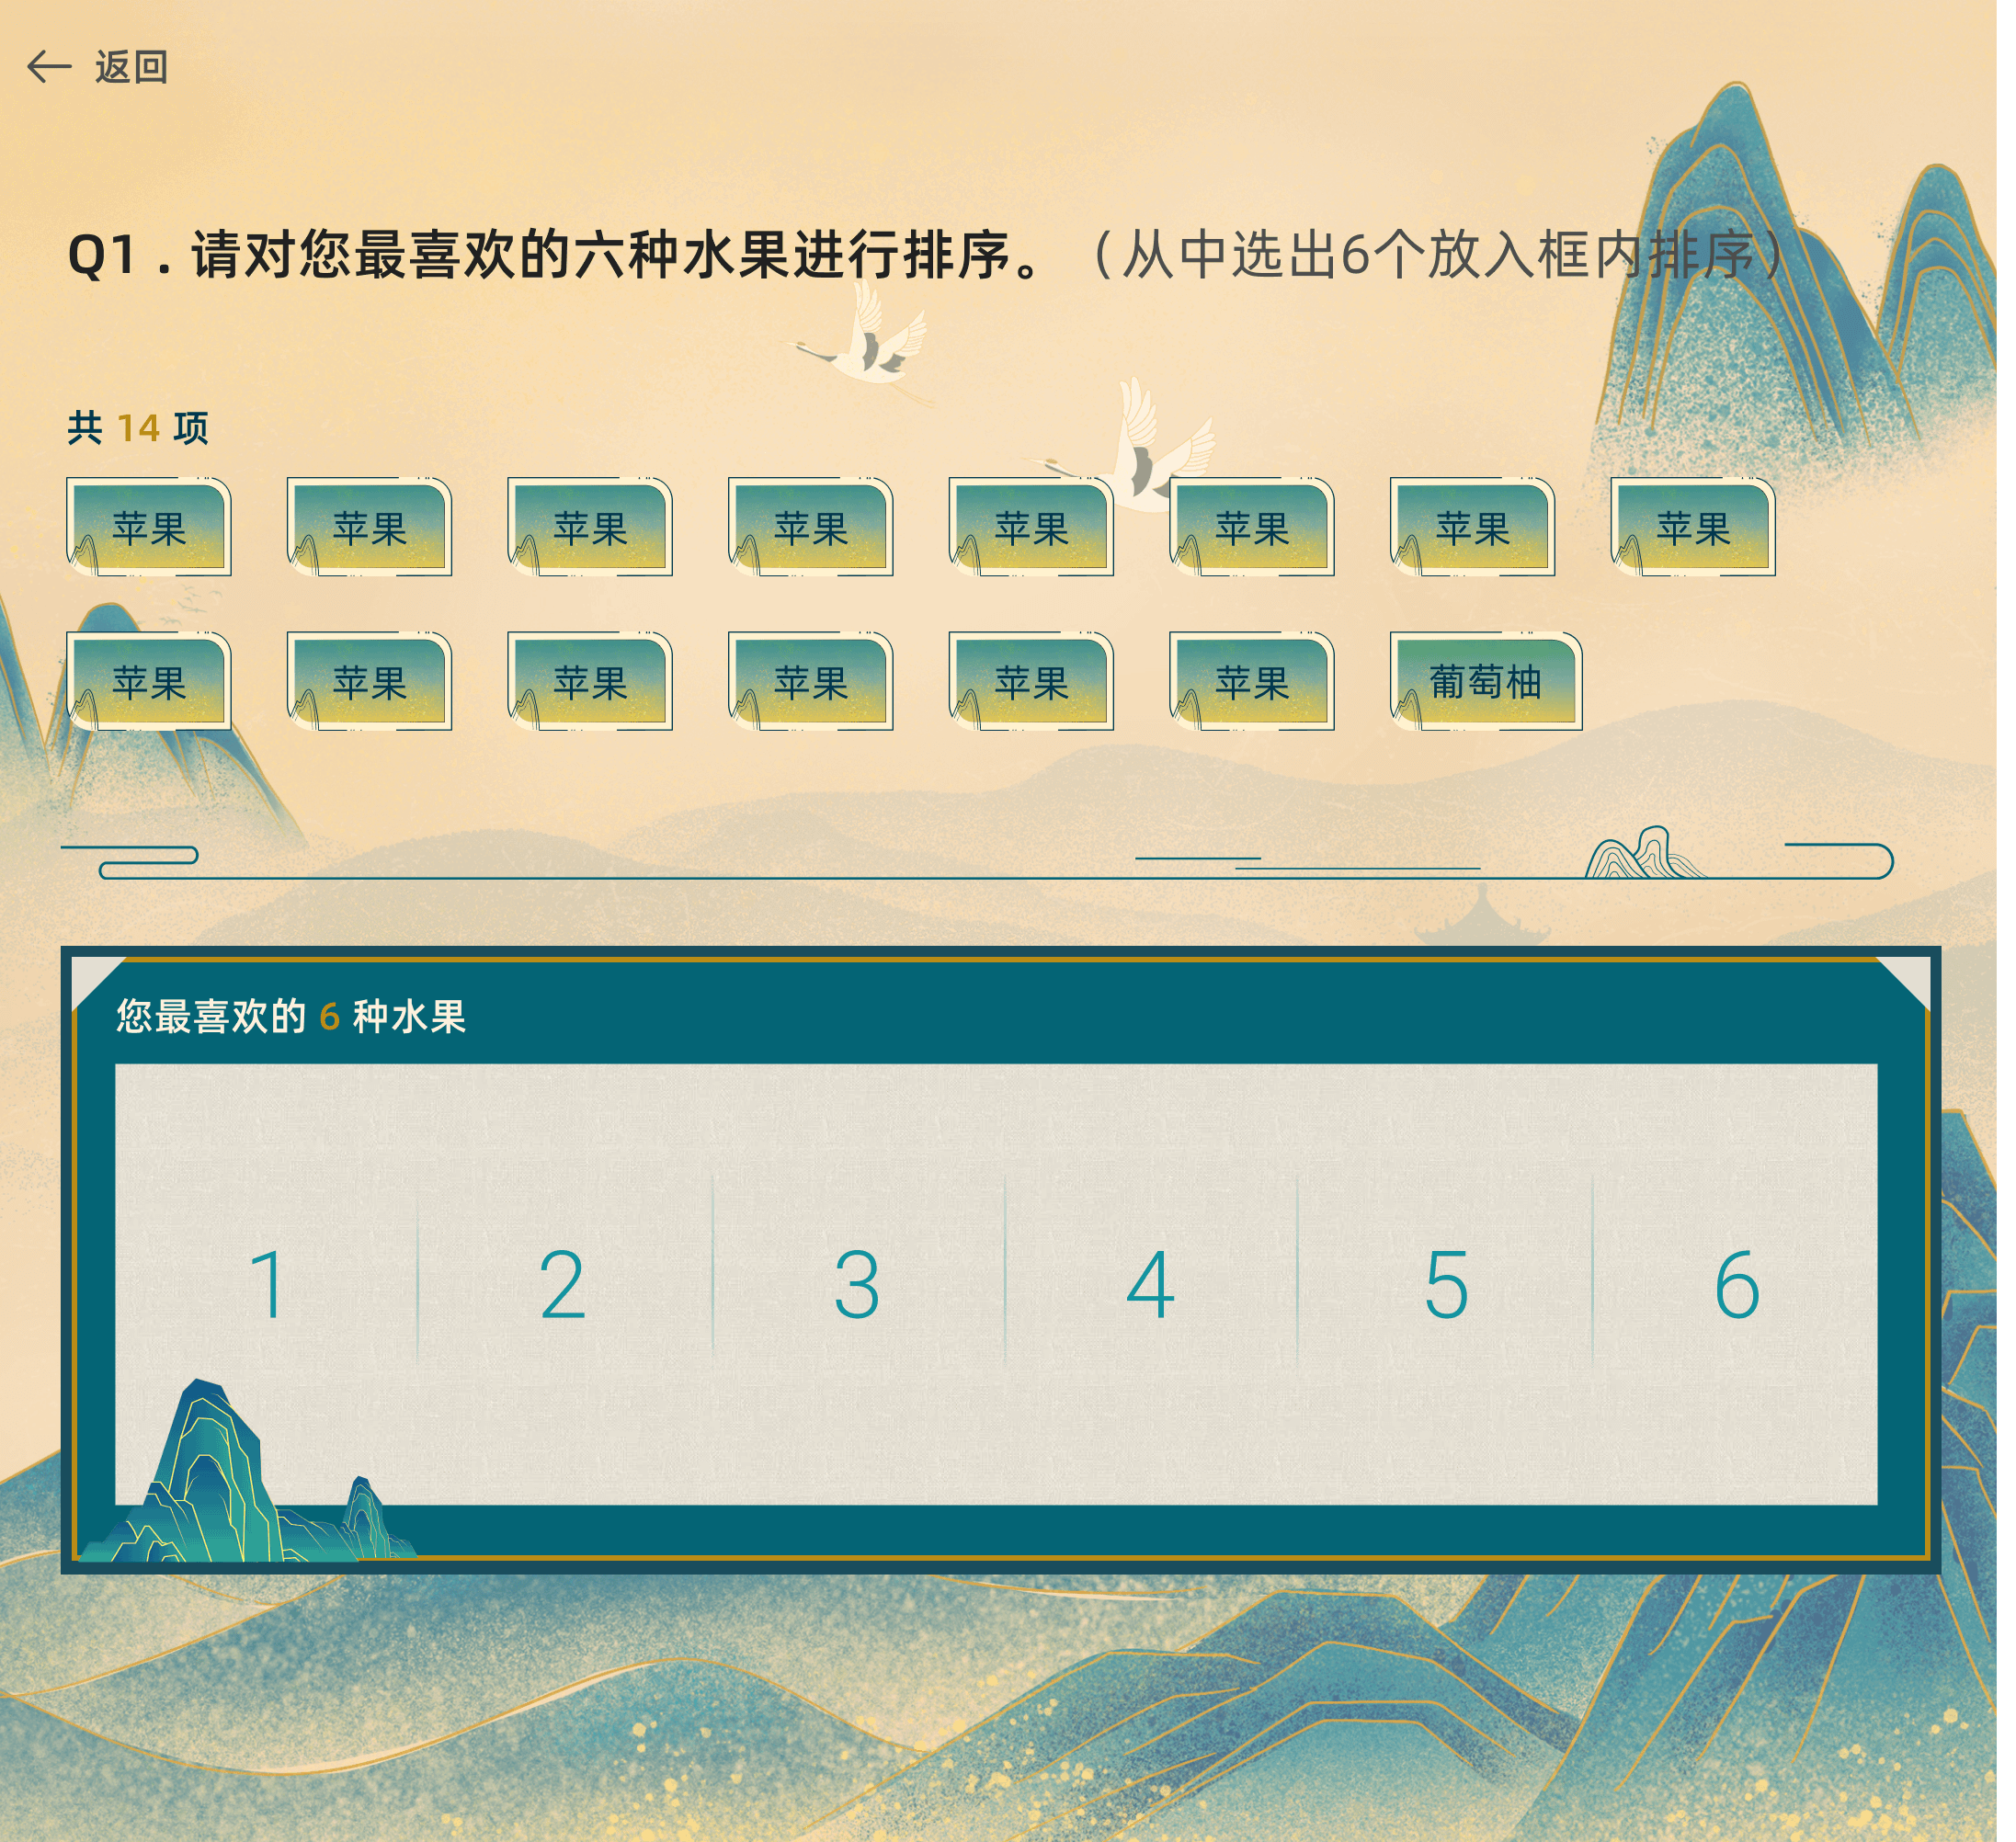 返回
Q1 . 请对您最喜欢的六种水果进行排序。（从中选出6个放入框内排序）
共 14 项
苹果 苹果 苹果 苹果 苹果 苹果 苹果 苹果
苹果 苹果 苹果 苹果 苹果 苹果 葡萄柚
您最喜欢的 6 种水果
1 2 3 4 5 6